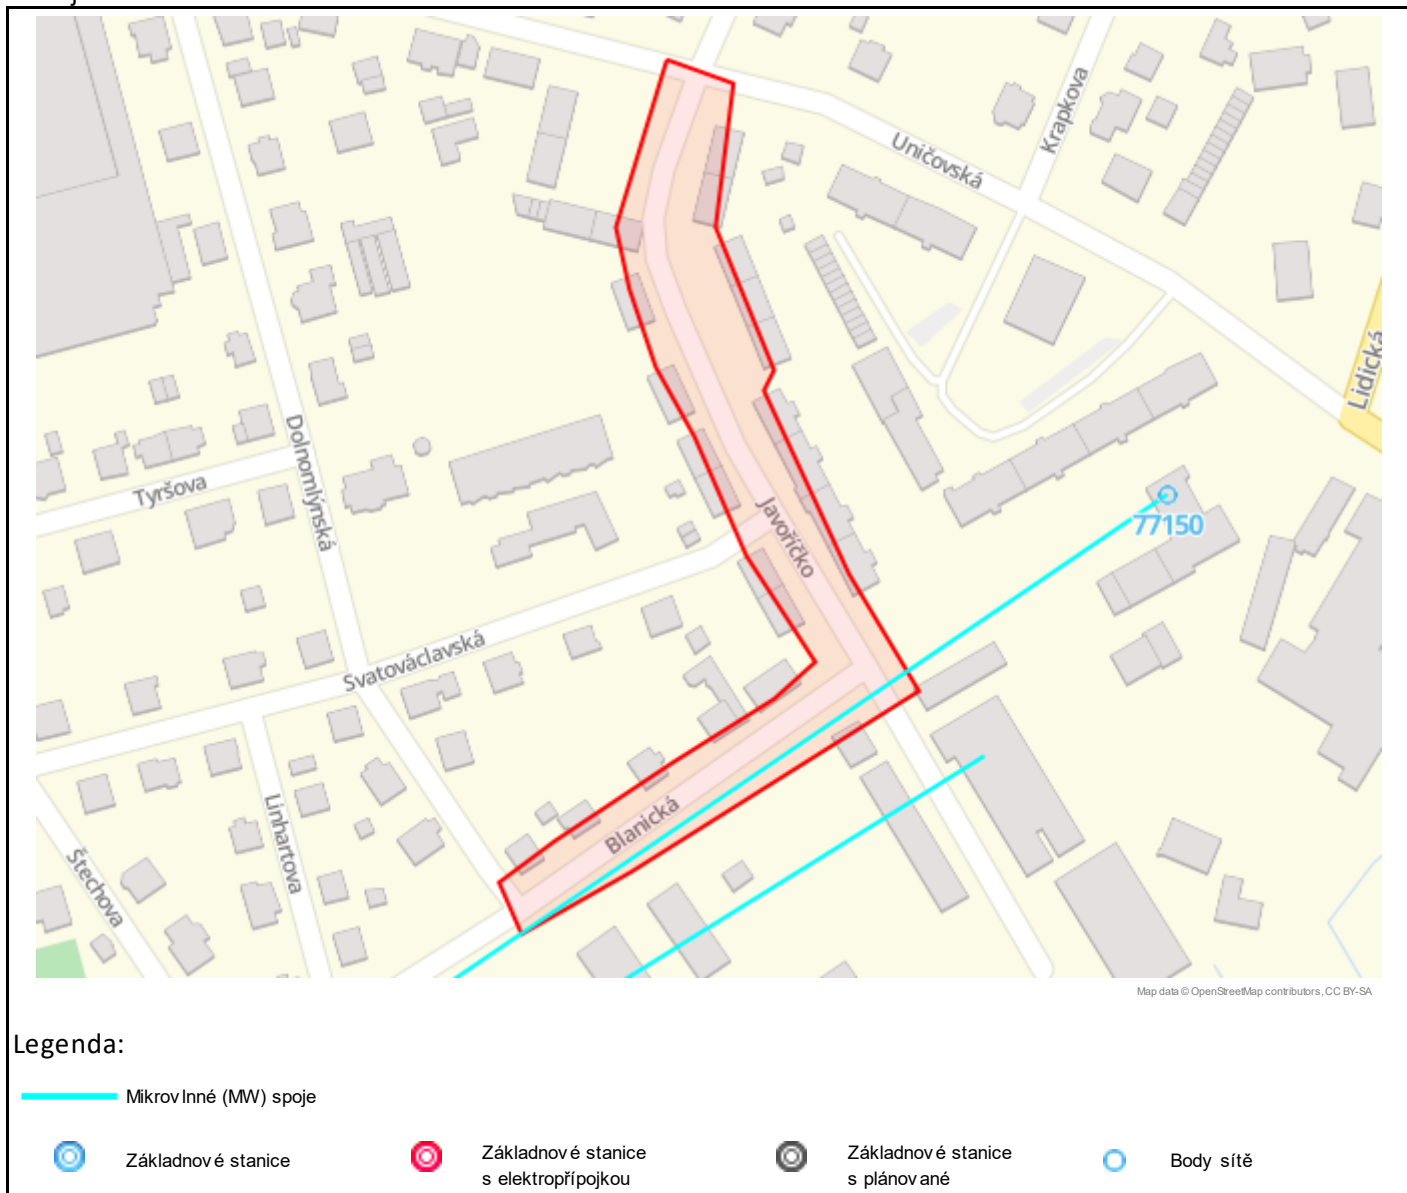 Uničovská
Krapkova
Lidická
Dolnomlýnská
Tyršova
Javoříčko
77150
Svatováclavská
Blanická
Linhartova
Štechova
Map data © OpenStreetMap contributors, CC BY-SA
Legenda:
Mikrovlnné (MW) spoje
Základnové stanice
Základnové stanice
s elektropřípojkou
Základnové stanice
s plánované
Body sítě